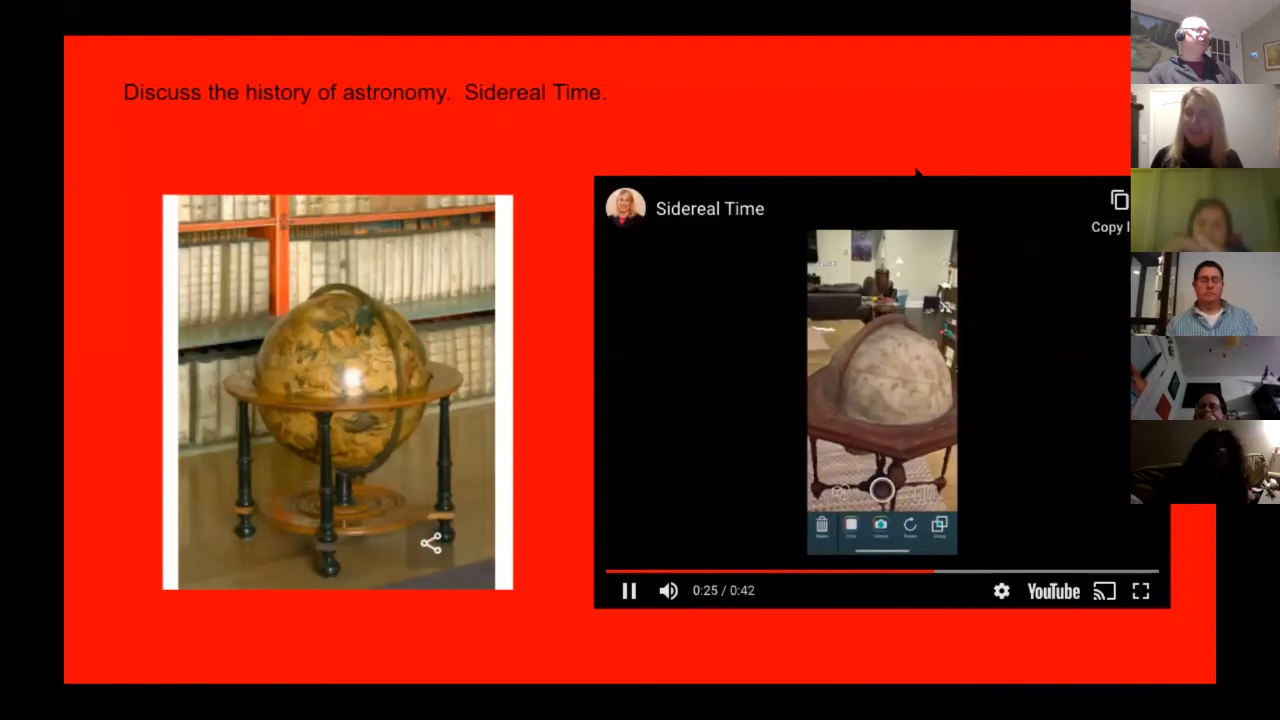 Discuss the history of astronomy.  Sidereal Time.
Sidereal Time
Copy l
0:25 / 0:42
YouTube